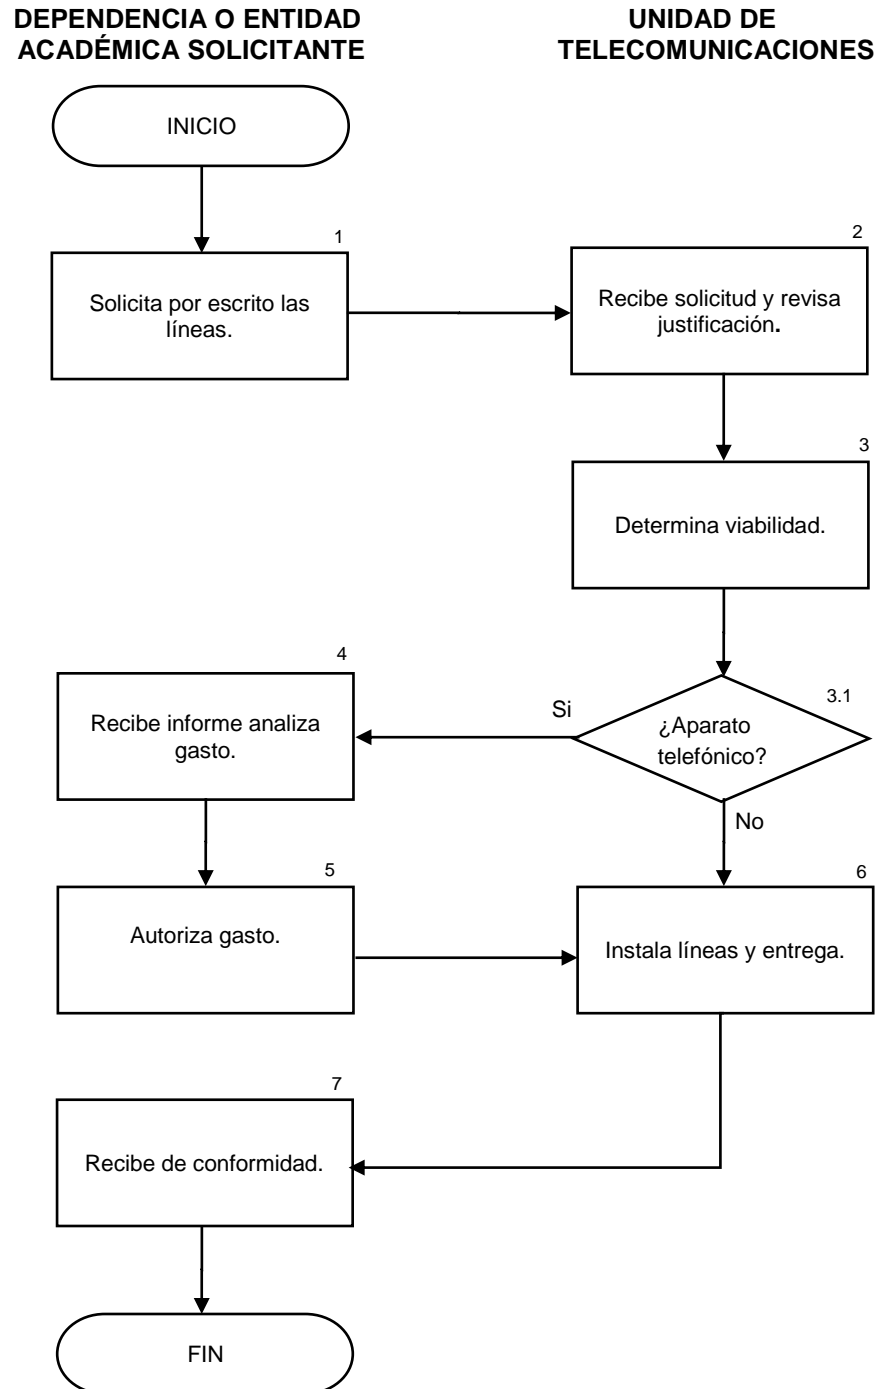 DEPENDENCIA O ENTIDAD
ACADÉMICA SOLICITANTE
UNIDAD DE
TELECOMUNICACIONES
INICIO
1
Solicita por escrito las
líneas.
2
Recibe solicitud y revisa
justificación.
3
Determina viabilidad.
3.1
¿Aparato
telefónico?
Si
No
4
Recibe informe analiza
gasto.
5
Autoriza gasto.
6
Instala líneas y entrega.
7
Recibe de conformidad.
FIN